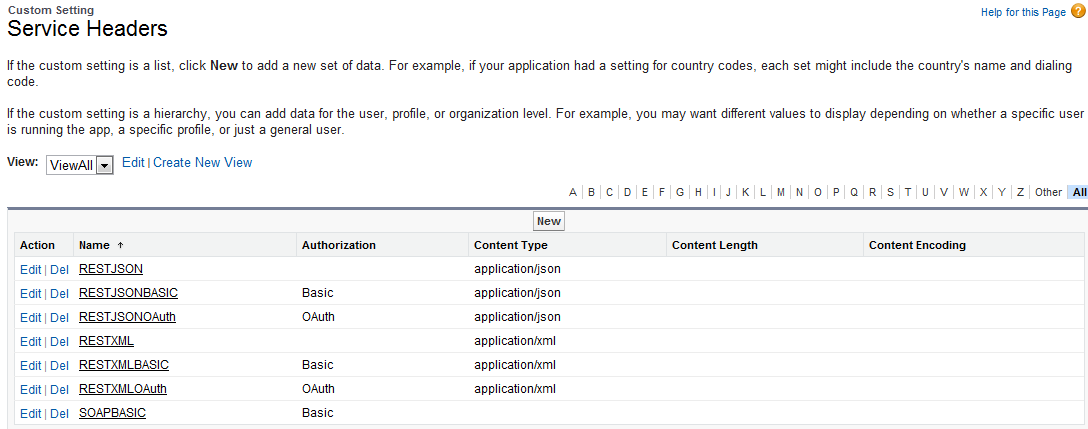 Custom Setting
Help for this Page
Service Headers
If the custom setting is a list, click New to add a new set of data. For example, if your application had a setting for country codes, each set might include the country's name and dialing
code.
If the custom setting is a hierarchy, you can add data for the user, profile, or organization level. For example, you may want different values to display depending on whether a specific user
is running the app, a specific profile, or just a general user.
View: ViewAll Edit | Create New View
A | B | C | D | E | F | G | H | I | J | K | L | M | N | O | P | Q | R | S | T | U | V | W | X | Y | Z | Other | All
New
Action Name ↑ Authorization Content Type Content Length Content Encoding
Edit | Del RESTJSON application/json
Edit | Del RESTJSONBASIC Basic application/json
Edit | Del RESTJSONOAuth OAuth application/json
Edit | Del RESTXML application/xml
Edit | Del RESTXMLBASIC Basic application/xml
Edit | Del RESTXMLOAuth OAuth application/xml
Edit | Del SOAPBASIC Basic